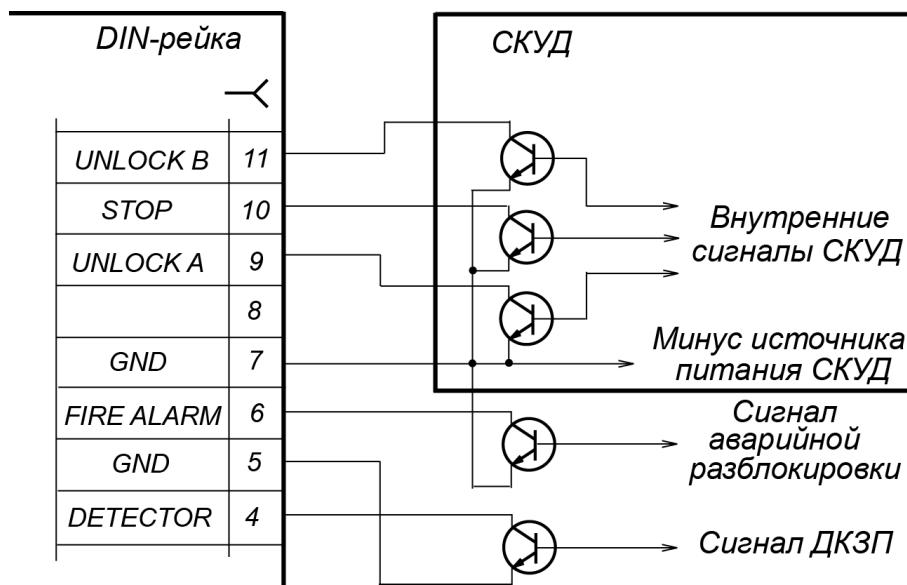 DIN-рейка
СКУД
UNLOCK B 11
STOP 10
UNLOCK A 9
8
GND 7
FIRE ALARM 6
GND 5
DETECTOR 4
Внутренние
сигналы СКУД
Минус источника
питания СКУД
Сигнал
аварийной
разблокировки
Сигнал ДКЗП